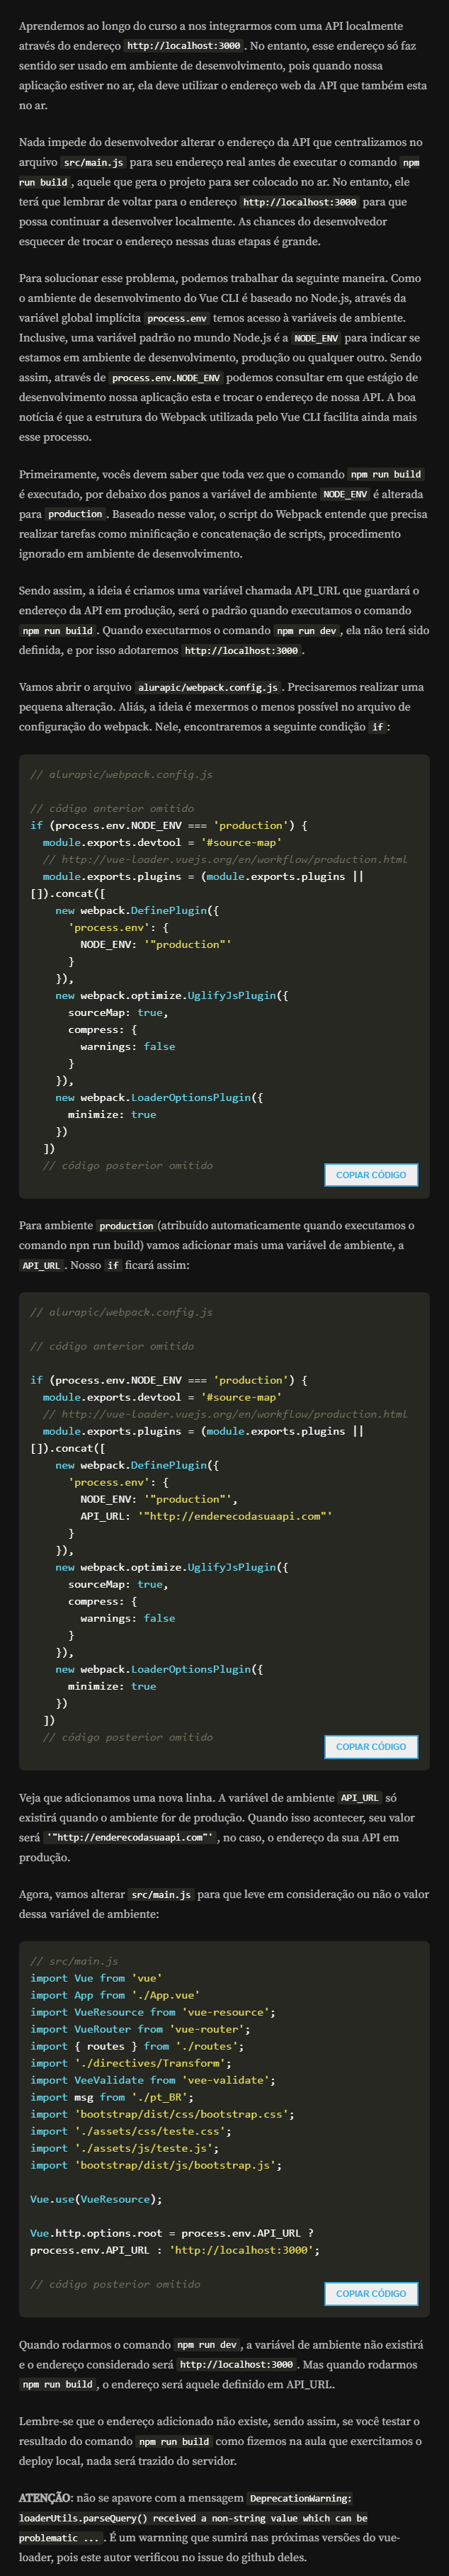 Aprendemos ao longo do curso a nos integrarmos com uma API localmente
através do endereço http://localhost:3000. No entanto, esse endereço só faz
sentido ser usado em ambiente de desenvolvimento, pois quando nossa
aplicação estiver no ar, ela deve utilizar o endereço web da API que também esta
no ar.
Nada impede do desenvolvedor alterar o endereço da API que centralizamos no
arquivo src/main.js para seu endereço real antes de executar o comando npm
run build, aquele que gera o projeto para ser colocado no ar. No entanto, ele
terá que lembrar de voltar para o endereço http://localhost:3000 para que
possa continuar a desenvolver localmente. As chances do desenvolvedor
esquecer de trocar o endereço nessas duas etapas é grande.
Para solucionar esse problema, podemos trabalhar da seguinte maneira. Como
o ambiente de desenvolvimento do Vue CLI é baseado no Node.js, através da
variável global implícita process.env temos acesso à variáveis de ambiente.
Inclusive, uma variável padrão no mundo Node.js é a NODE_ENV para indicar se
estamos em ambiente de desenvolvimento, produção ou qualquer outro. Sendo
assim, através de process.env.NODE_ENV podemos consultar em que estágio de
desenvolvimento nossa aplicação esta e trocar o endereço de nossa API. A boa
notícia é que a estrutura do Webpack utilizada pelo Vue CLI facilita ainda mais
esse processo.
Primeiramente, vocês devem saber que toda vez que o comando npm run build
é executado, por debaixo dos panos a variável de ambiente NODE_ENV é alterada
para production. Baseado nesse valor, o script do Webpack entende que precisa
realizar tarefas como minificação e concatenação de scripts, procedimento
ignorado em ambiente de desenvolvimento.
Sendo assim, a ideia é criamos uma variável chamada API_URL que guardará o
endereço da API em produção, será o padrão quando executamos o comando
npm run build. Quando executarmos o comando npm run dev, ela não terá sido
definida, e por isso adotaremos http://localhost:3000.
Vamos abrir o arquivo alurapic/webpack.config.js. Precisaremos realizar uma
pequena alteração. Aliás, a ideia é mexermos o menos possível no arquivo de
configuração do webpack. Nele, encontraremos a seguinte condição if:
// alurapic/webpack.config.js
// código anterior omitido
if (process.env.NODE_ENV === 'production') {
module.exports.devtool = '#source-map'
// http://vue-loader.vuejs.org/en/workflow/production.html
module.exports.plugins = (module.exports.plugins ||
[]).concat([
new webpack.DefinePlugin({
'process.env': {
NODE_ENV: '"production"'
}
}),
new webpack.optimize.UglifyJsPlugin({
sourceMap: true,
compress: {
warnings: false
}
}),
new webpack.LoaderOptionsPlugin({
minimize: true
})
])
// código posterior omitido
COPIAR CÓDIGO
Para ambiente production(atribuído automaticamente quando executamos o
comando npn run build) vamos adicionar mais uma variável de ambiente, a
API_URL. Nosso if ficará assim:
// alurapic/webpack.config.js
// código anterior omitido
if (process.env.NODE_ENV === 'production') {
module.exports.devtool = '#source-map'
// http://vue-loader.vuejs.org/en/workflow/production.html
module.exports.plugins = (module.exports.plugins ||
[]).concat([
new webpack.DefinePlugin({
'process.env': {
NODE_ENV: '"production"',
API_URL: '"http://enderecodasuaapi.com"'
}
}),
new webpack.optimize.UglifyJsPlugin({
sourceMap: true,
compress: {
warnings: false
}
}),
new webpack.LoaderOptionsPlugin({
minimize: true
})
])
// código posterior omitido
COPIAR CÓDIGO
Veja que adicionamos uma nova linha. A variável de ambiente API_URL só
existirá quando o ambiente for de produção. Quando isso acontecer, seu valor
será '"http://enderecodasuaapi.com"', no caso, o endereço da sua API em
produção.
Agora, vamos alterar src/main.js para que leve em consideração ou não o valor
dessa variável de ambiente:
// src/main.js
import Vue from 'vue'
import App from './App.vue'
import VueResource from 'vue-resource';
import VueRouter from 'vue-router';
import { routes } from './routes';
import './directives/Transform';
import VeeValidate from 'vee-validate';
import msg from './pt_BR';
import 'bootstrap/dist/css/bootstrap.css';
import './assets/css/teste.css';
import './assets/js/teste.js';
import 'bootstrap/dist/js/bootstrap.js';
Vue.use(VueResource);
Vue.http.options.root = process.env.API_URL ?
process.env.API_URL : 'http://localhost:3000';
// código posterior omitido
COPIAR CÓDIGO
Quando rodarmos o comando npm run dev, a variável de ambiente não existirá
e o endereço considerado será http://localhost:3000. Mas quando rodarmos
npm run build, o endereço será aquele definido em API_URL.
Lembre-se que o endereço adicionado não existe, sendo assim, se você testar o
resultado do comando npm run build como fizemos na aula que exercitamos o
deploy local, nada será trazido do servidor.
ATENÇÃO: não se apavore com a mensagem DeprecationWarning:
loaderUtils.parseQuery() received a non-string value which can be
problematic .... É um warnning que sumirá nas próximas versões do vue-
loader, pois este autor verificou no issue do github deles.